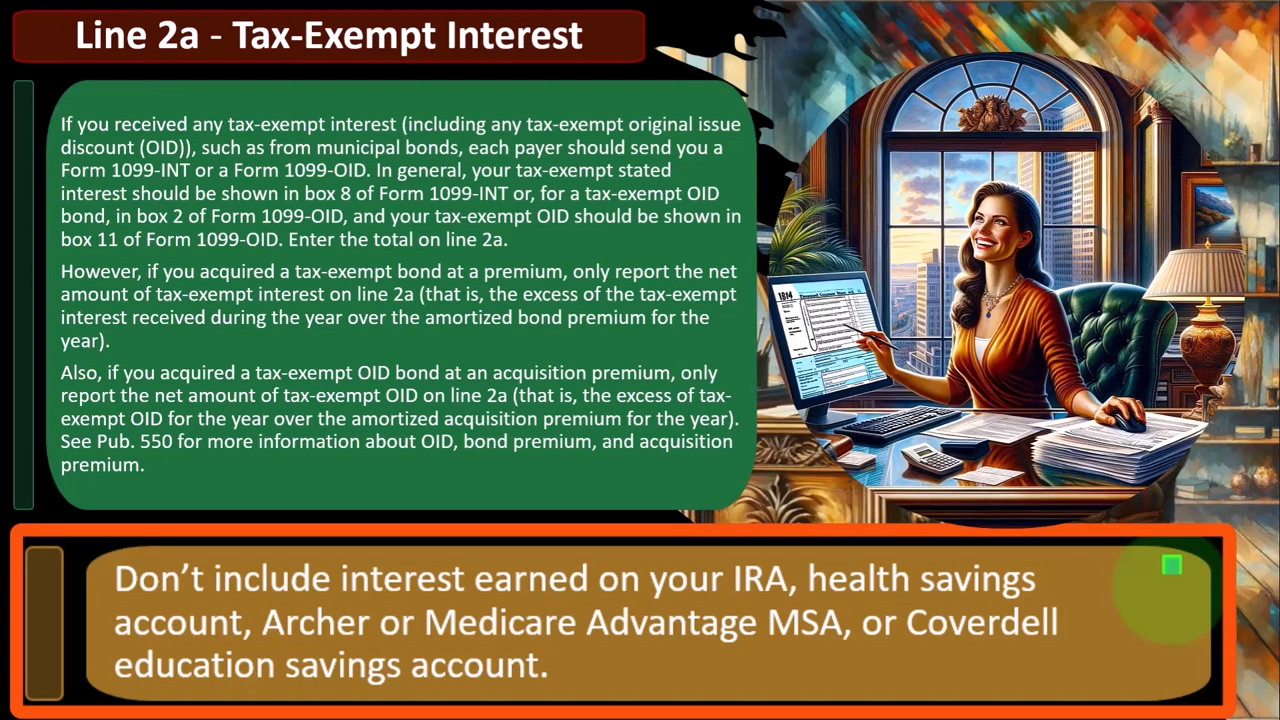 Line 2a - Tax-Exempt Interest
If you received any tax-exempt interest (including any tax-exempt original issue
discount (OID)), such as from municipal bonds, each payer should send you a
Form 1099-INT or a Form 1099-OID. In general, your tax-exempt stated
interest should be shown in box 8 of Form 1099-INT or, for a tax-exempt OID
bond, in box 2 of Form 1099-OID, and your tax-exempt OID should be shown in
box 11 of Form 1099-OID. Enter the total on line 2a.
However, if you acquired a tax-exempt bond at a premium, only report the net
amount of tax-exempt interest on line 2a (that is, the excess of the tax-exempt
interest received during the year over the amortized bond premium for the
year).
Also, if you acquired a tax-exempt OID bond at an acquisition premium, only
report the net amount of tax-exempt OID on line 2a (that is, the excess of tax-
exempt OID for the year over the amortized acquisition premium for the year).
See Pub. 550 for more information about OID, bond premium, and acquisition
premium.
Don’t include interest earned on your IRA, health savings
account, Archer or Medicare Advantage MSA, or Coverdell
education savings account.